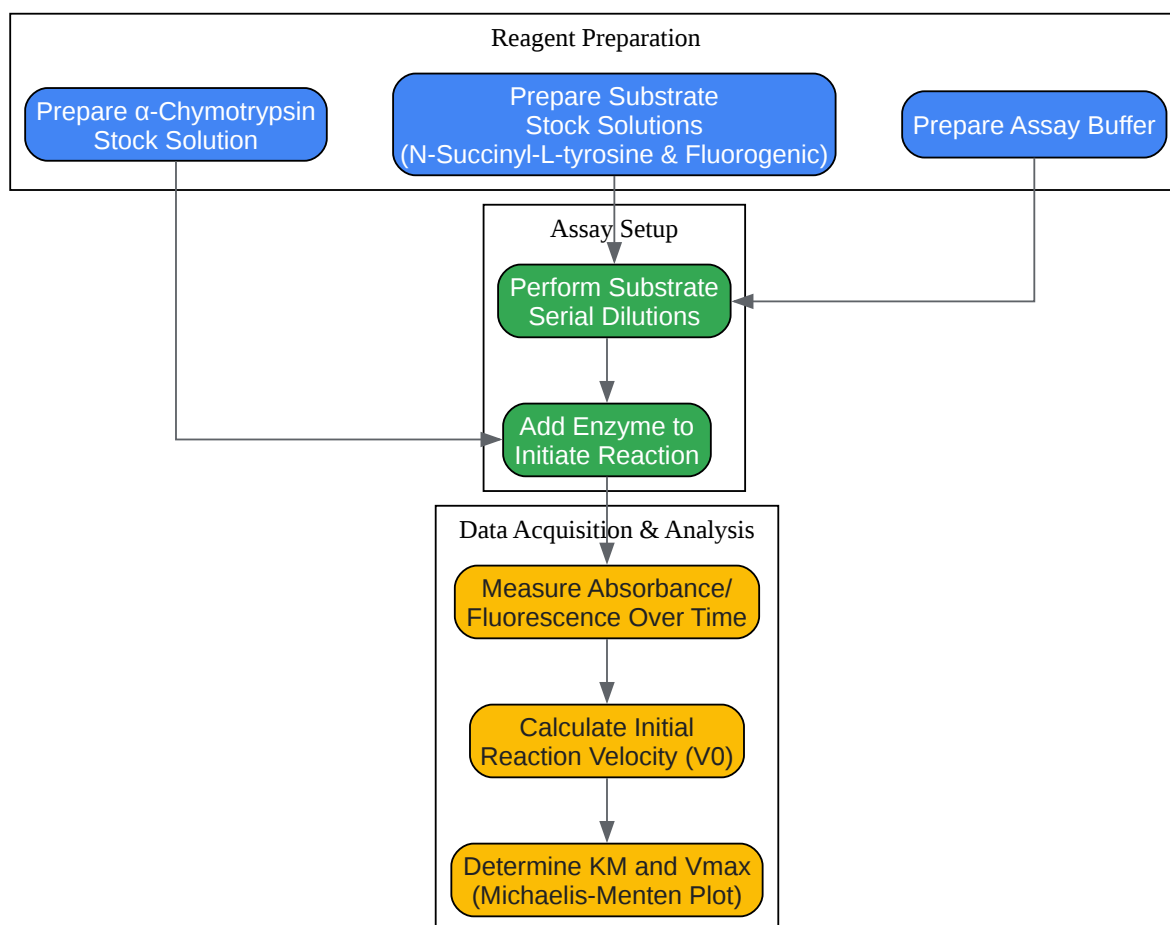 Reagent Preparation
Prepare α-Chymotrypsin
Stock Solution
Prepare Substrate
Stock Solutions
(N-Succinyl-L-tyrosine & Fluorogenic)
Prepare Assay Buffer
Assay Setup
Perform Substrate
Serial Dilutions
Add Enzyme to
Initiate Reaction
Data Acquisition & Analysis
Measure Absorbance/
Fluorescence Over Time
Calculate Initial
Reaction Velocity (V0)
Determine KM and Vmax
(Michaelis-Menten Plot)